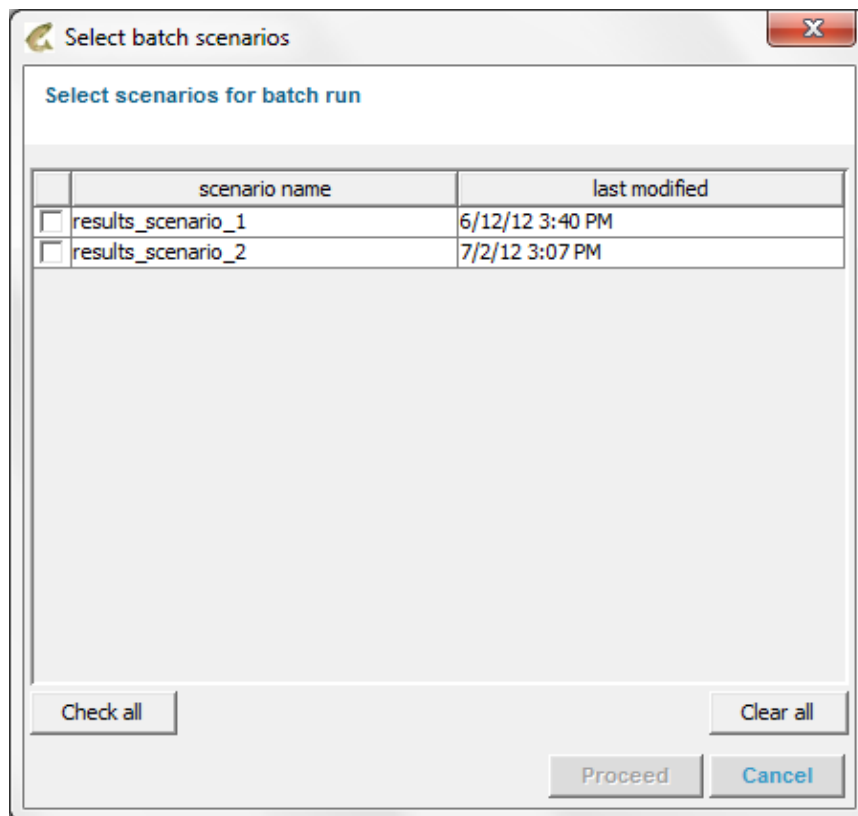 Select batch scenarios
Select scenarios for batch run
scenario name last modified
results_scenario_1 6/12/12 3:40 PM
results_scenario_2 7/2/12 3:07 PM
Check all Clear all
Proceed Cancel